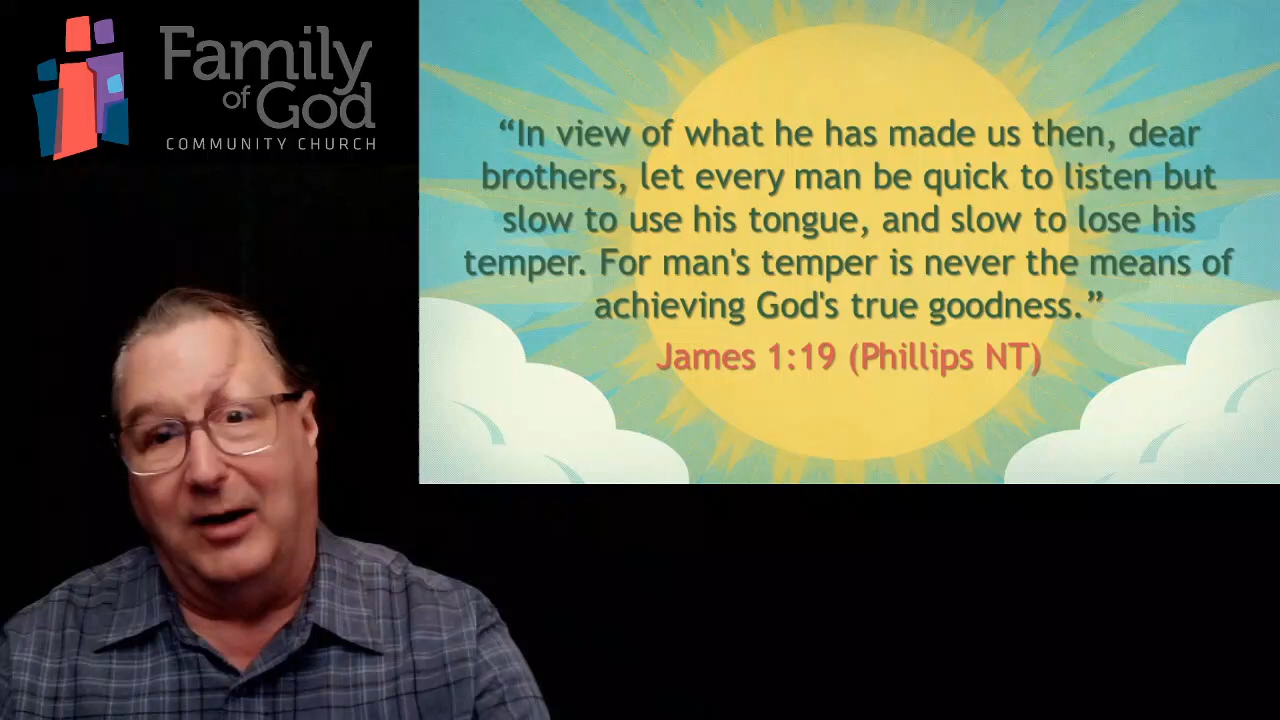 Family
of God
COMMUNITY CHURCH
“In view of what he has made us then, dear
brothers, let every man be quick to listen but
slow to use his tongue, and slow to lose his
temper. For man's temper is never the means of
achieving God's true goodness.”
James 1:19 (Phillips NT)